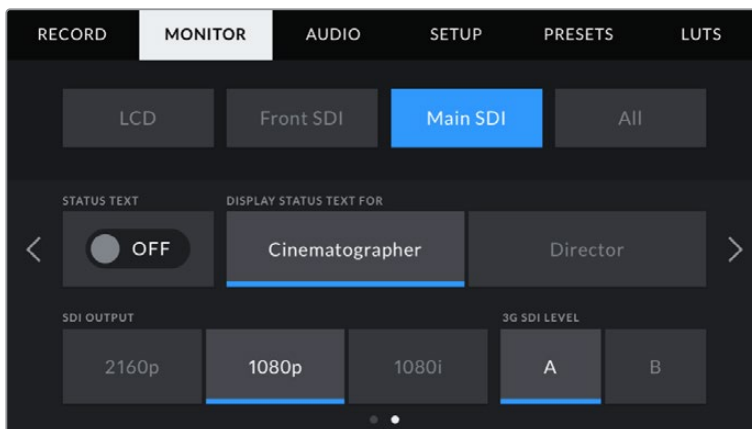 RECORD MONITOR AUDIO SETUP PRESETS LUTS
LCD Front SDI Main SDI All
STATUS TEXT DISPLAY STATUS TEXT FOR
OFF Cinematographer Director
SDI OUTPUT 3G SDI LEVEL
2160p 1080p 1080i A B